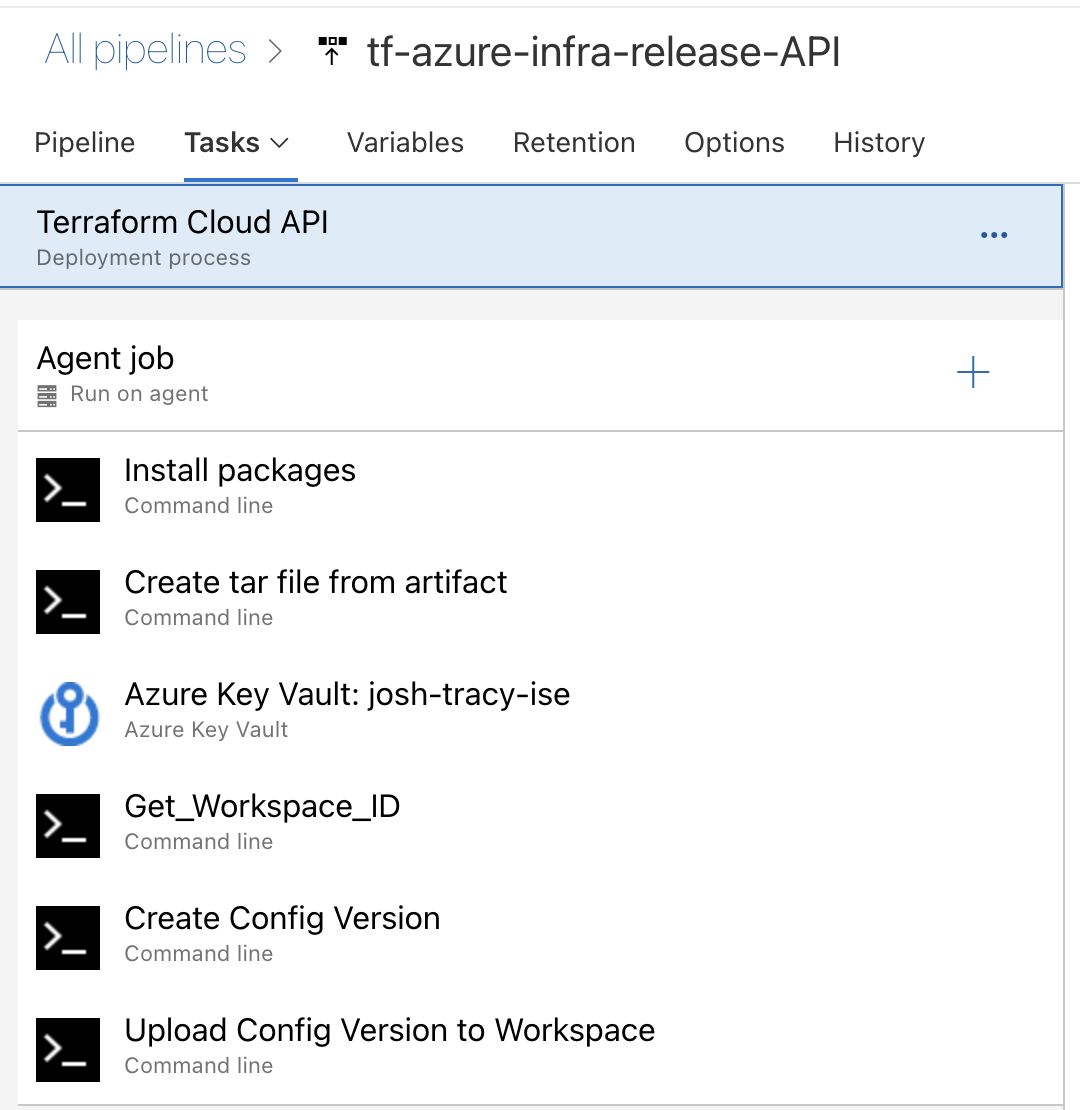 All pipelines > tf-azure-infra-release-API
Pipeline Tasks Variables Retention Options History
Terraform Cloud API
Deployment process
Agent job
Run on agent
Install packages
Command line
Create tar file from artifact
Command line
Azure Key Vault: josh-tracy-ise
Azure Key Vault
Get_Workspace_ID
Command line
Create Config Version
Command line
Upload Config Version to Workspace
Command line